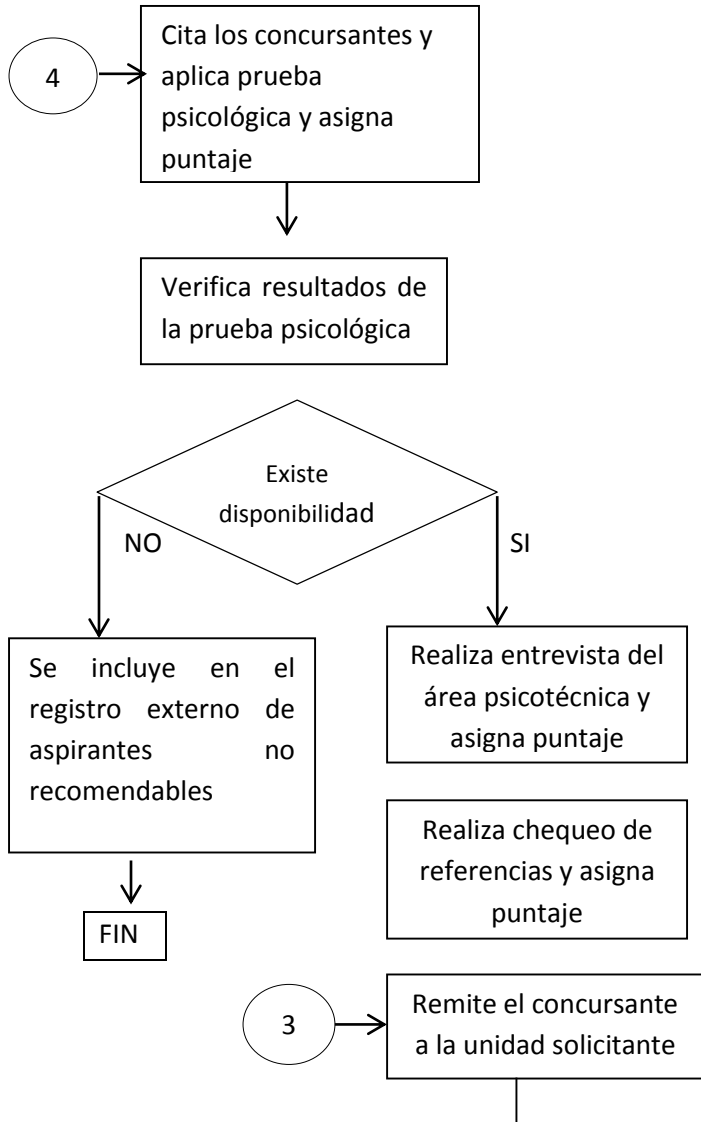 4
Cita los concursantes y
aplica prueba
psicológica y asigna
puntaje
Verifica resultados de
la prueba psicológica
Existe
disponibilidad
NO
SI
Se incluye en el
registro externo de
aspirantes no
recomendables
Realiza entrevista del
área psicotécnica y
asigna puntaje
Realiza chequeo de
referencias y asigna
puntaje
FIN
3
Remite el concursante
a la unidad solicitante